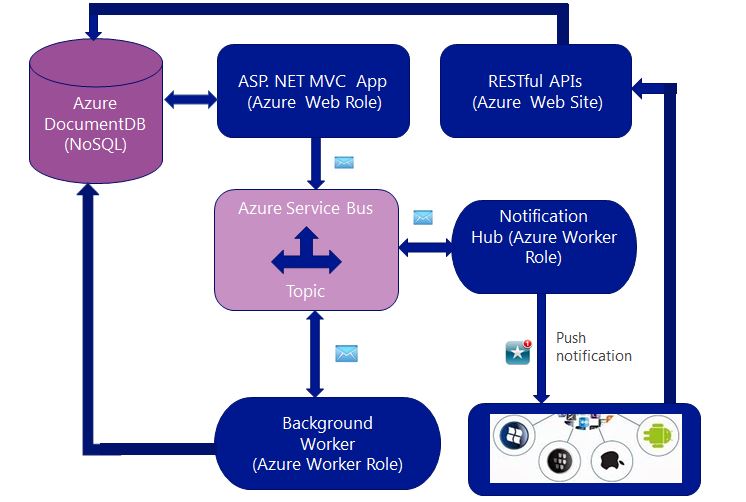 Azure
DocumentDB
(NoSQL)
ASP. NET MVC App
(Azure Web Role)
RESTful APIs
(Azure Web Site)
Azure Service Bus
Topic
Notification
Hub (Azure Worker
Role)
1
Push
notification
Background
Worker
(Azure Worker Role)